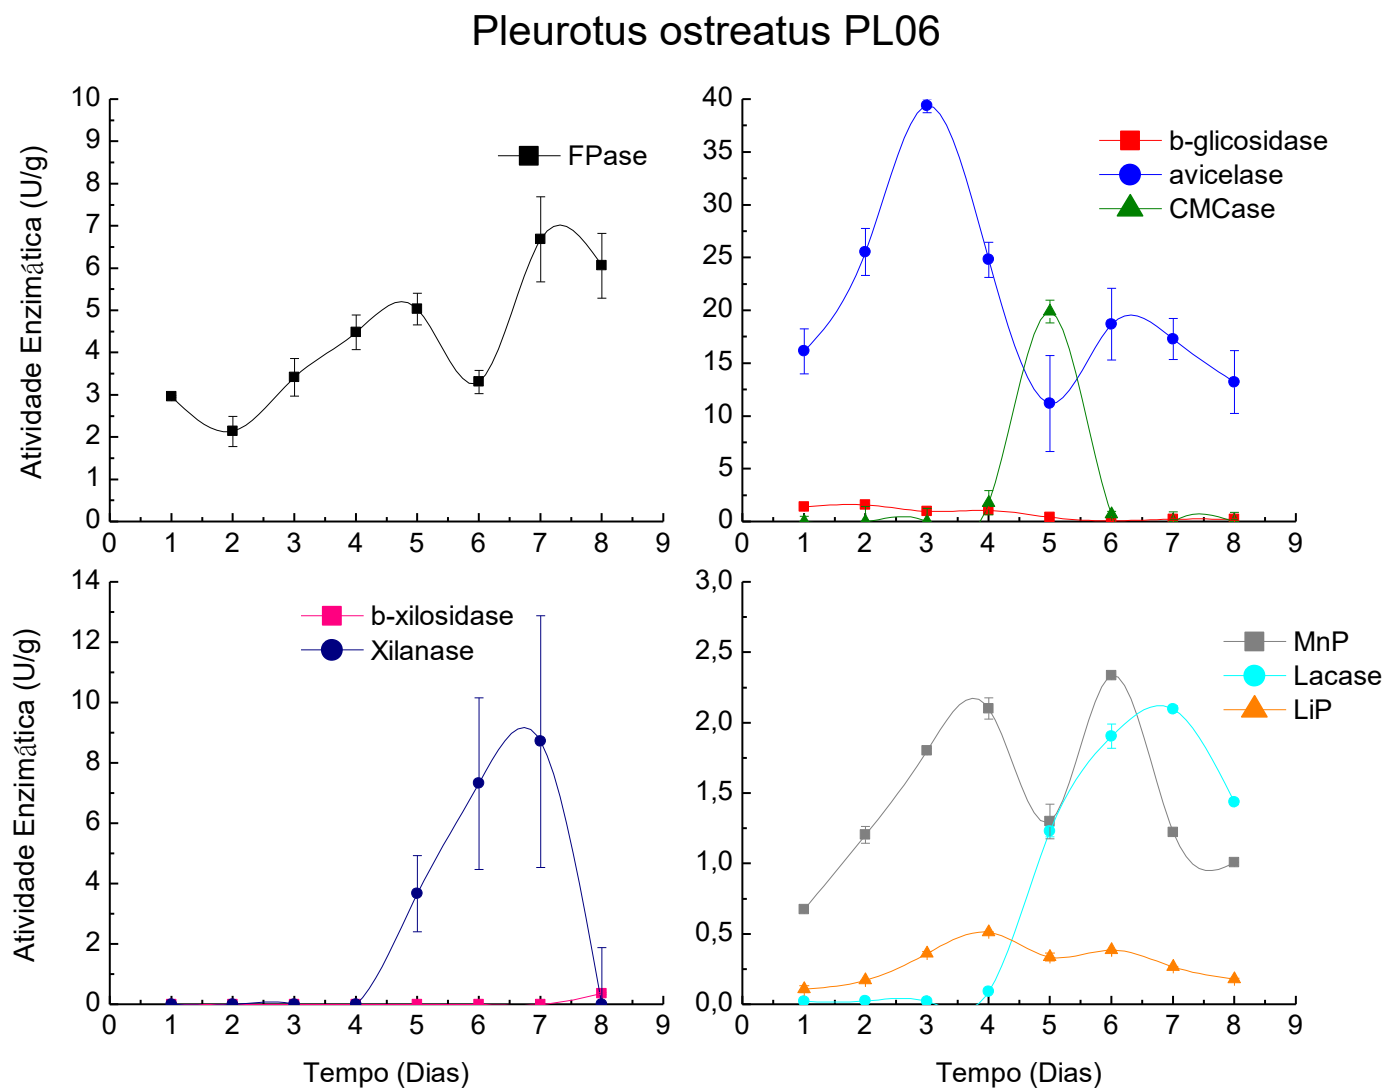 Pleurotus ostreatus PL06
10
9
8
7
6
5
4
3
2
1
0
0 1 2 3 4 5 6 7 8 9
Atividade Enzimática (U/g)
FPase
40
35
30
25
20
15
10
5
0
0 1 2 3 4 5 6 7 8 9
b-glicosidase
avicelase
CMCase
14
12
10
8
6
4
2
0
0 1 2 3 4 5 6 7 8 9
Atividade Enzimática (U/g)
b-xilosidase
Xilanase
Tempo (Dias)
3,0
2,5
2,0
1,5
1,0
0,5
0,0
0 1 2 3 4 5 6 7 8 9
MnP
Lacase
LiP
Tempo (Dias)